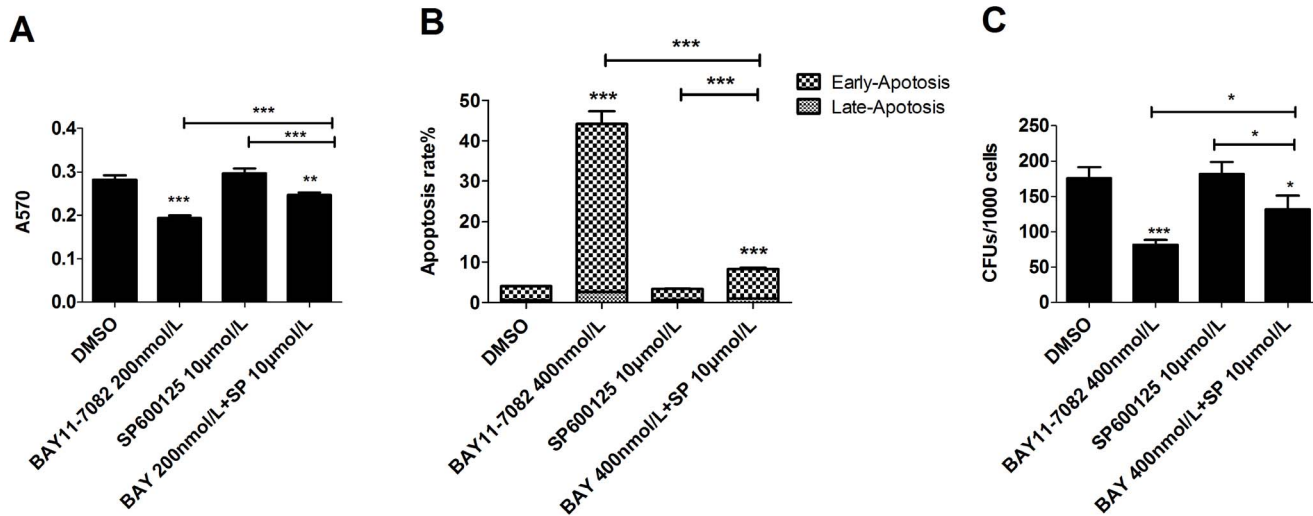 A
***
***
0.4
0.3
0.2
0.1
0.0
A570
***
**
DMSO
BAY11-7082 200nmol/L
SP600125 10μmol/L
BAY 200nmol/L+SP 10μmol/L
B
***
***
Early-Apotosis
Late-Apotosis
50
40
30
20
10
0
Apoptosis rate%
***
***
DMSO
BAY11-7082 400nmol/L
SP600125 10μmol/L
BAY 400nmol/L+SP 10μmol/L
C
*
*
250
200
150
100
50
0
CFUs/1000 cells
***
*
DMSO
BAY11-7082 400nmol/L
SP600125 10μmol/L
BAY 400nmol/L+SP 10μmol/L